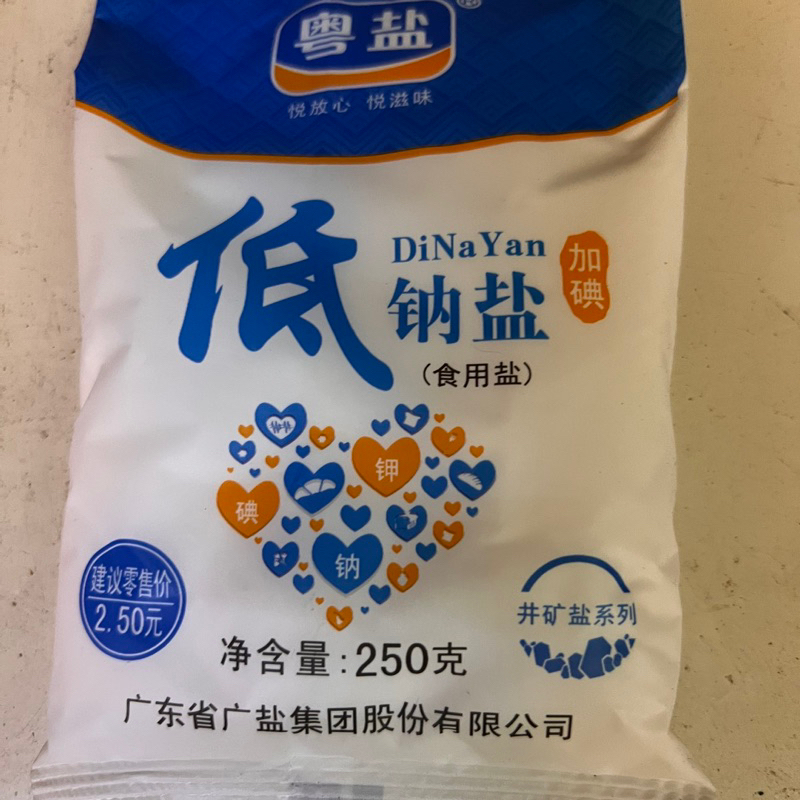 粤盐®
悦放心 悦滋味
低
DiNaYan
钠盐
加碘
(食用盐)
钾
碘
钠
建议零售价
2.50元
井矿盐系列
净含量:250克
广东省广盐集团股份有限公司